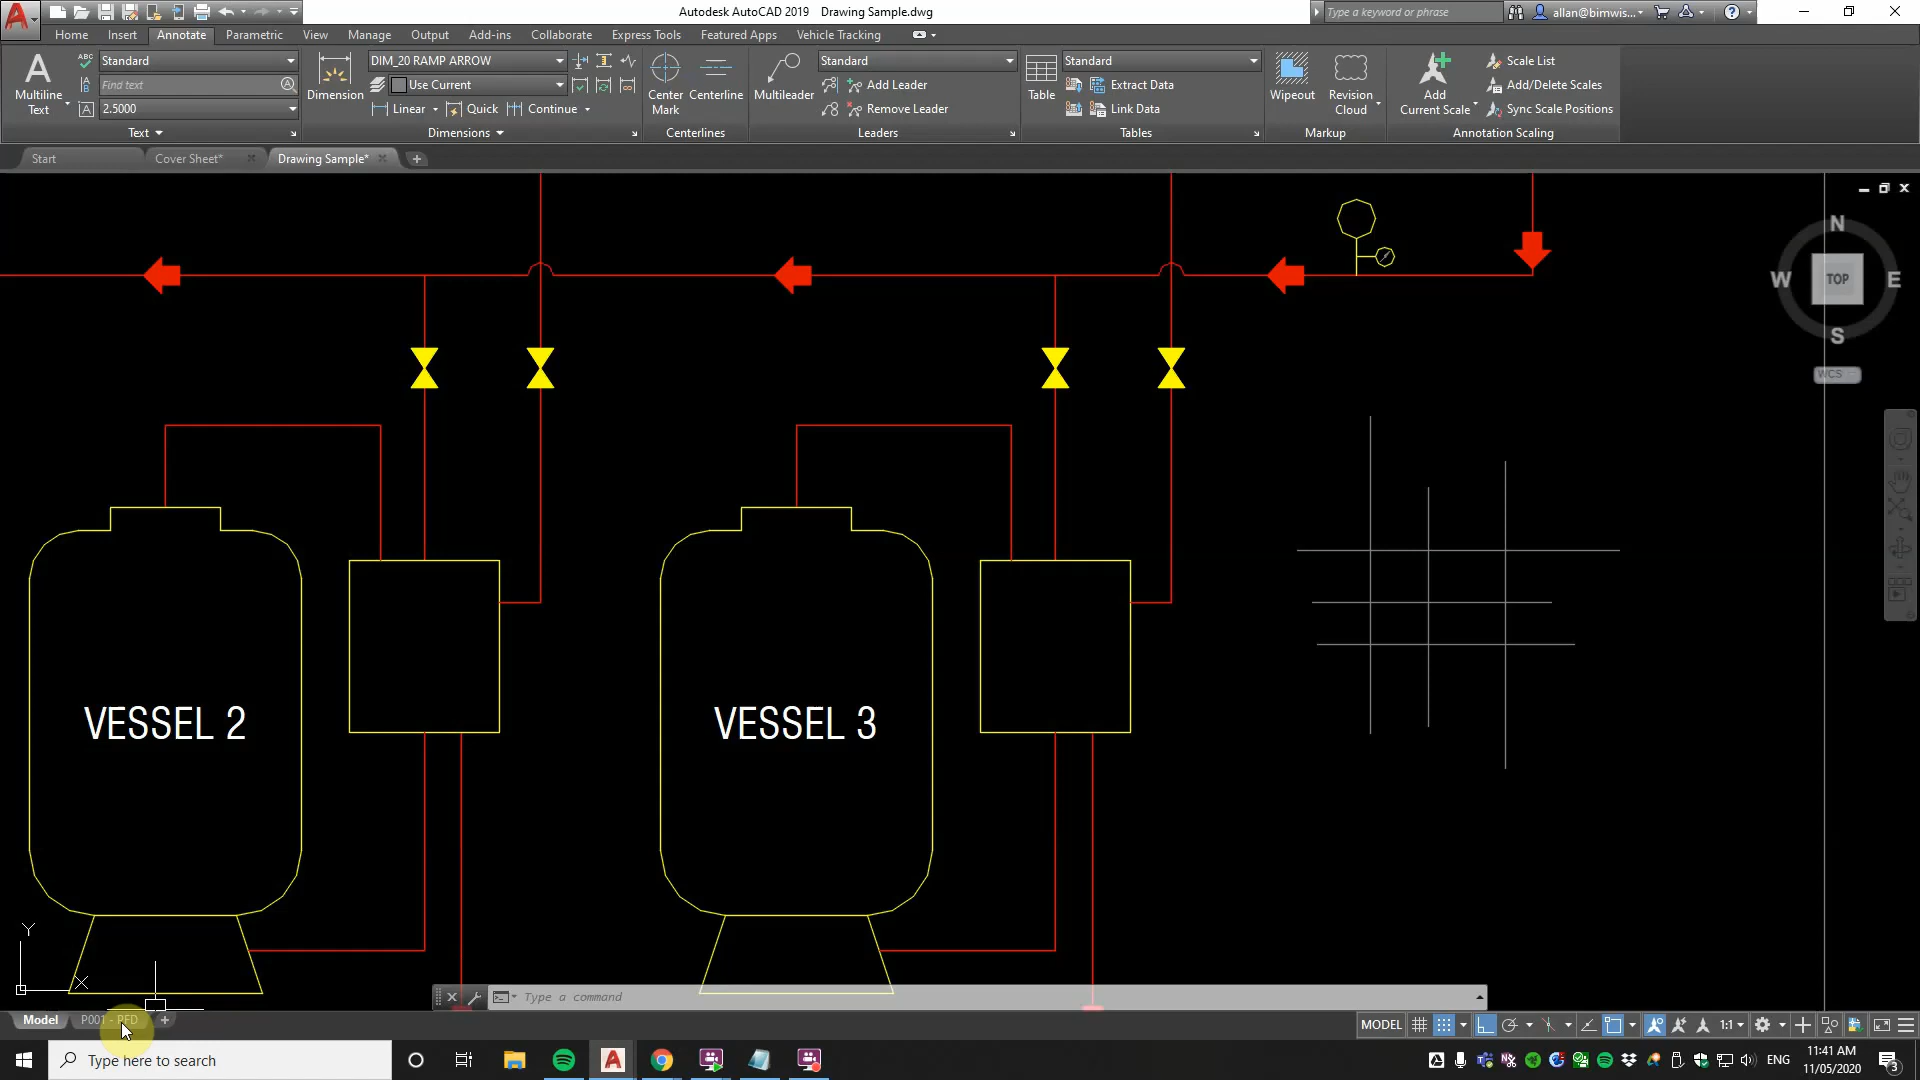 Autodesk AutoCAD 2019 Drawing Sample.dwg
Type a keyword or phrase
allan@bimwis...
Home Insert Annotate Parametric View Manage Output Add-ins Collaborate Express Tools Featured Apps Vehicle Tracking
A
Multiline Text
ABC
Standard
Find text
2.5000
Text
Dimension
DIM_20 RAMP ARROW
Use Current
Linear Quick Continue
Dimensions
Center Mark
Centerline
Centerlines
Multileader
Standard
Add Leader
Remove Leader
Leaders
Table
Standard
Extract Data
Link Data
Tables
Wipeout
Revision Cloud
Markup
Add Current Scale
Scale List
Add/Delete Scales
Sync Scale Positions
Annotation Scaling
Start Cover Sheet* Drawing Sample*
N
W TOP E
S
WCS
VESSEL 2
VESSEL 3
Y
X
Type a command
Model P001 - PFD
MODEL
1:1
Type here to search
ENG
11:41 AM
11/05/2020
3